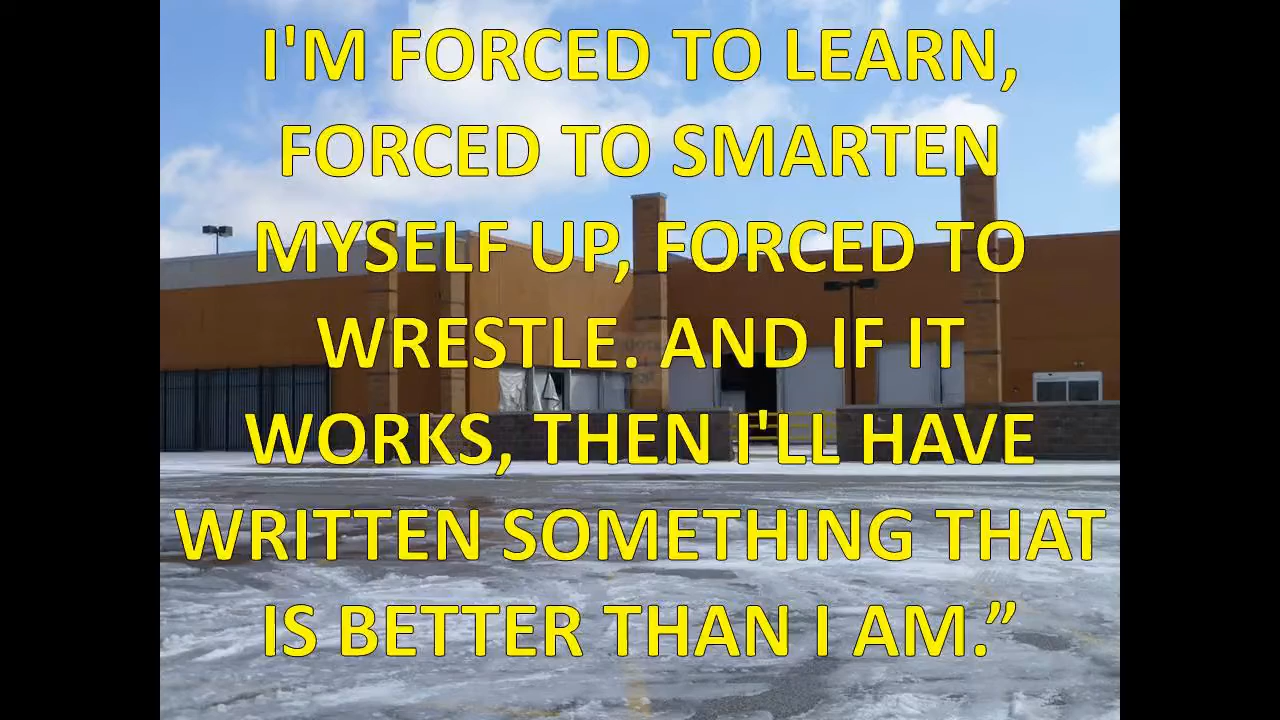 I'M FORCED TO LEARN,
FORCED TO SMARTEN
MYSELF UP, FORCED TO
WRESTLE. AND IF IT
WORKS, THEN I'LL HAVE
WRITTEN SOMETHING THAT
IS BETTER THAN I AM.”